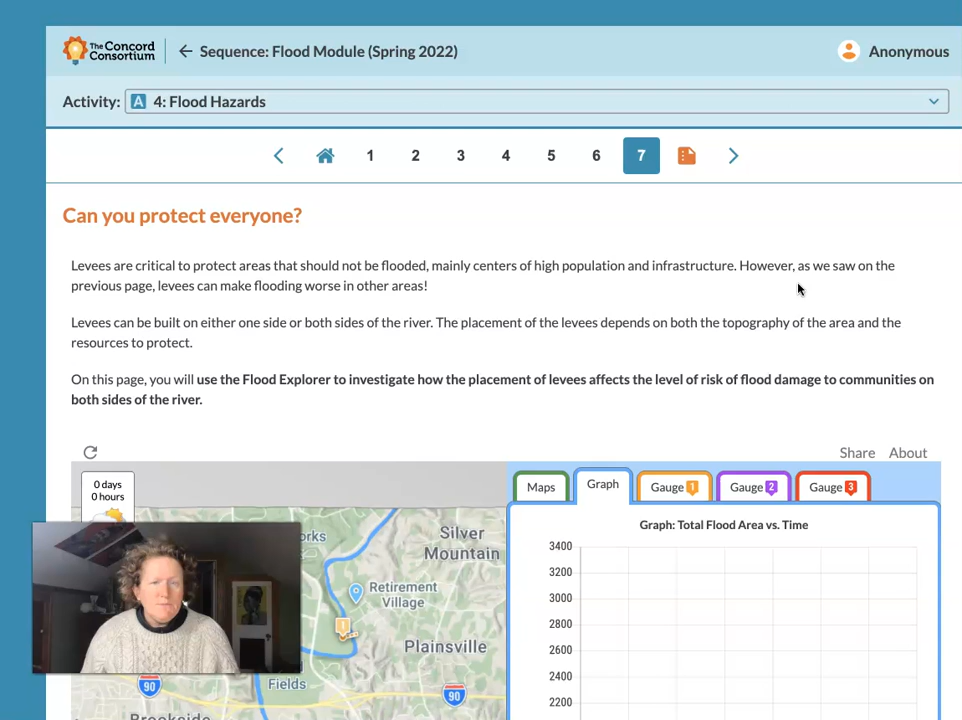 The Concord
Consortium
Sequence: Flood Module (Spring 2022)
Anonymous
Activity:
A
4: Flood Hazards
1
2
3
4
5
6
7
Can you protect everyone?
Levees are critical to protect areas that should not be flooded, mainly centers of high population and infrastructure. However, as we saw on the
previous page, levees can make flooding worse in other areas!
Levees can be built on either one side or both sides of the river. The placement of the levees depends on both the topography of the area and the
resources to protect.
On this page, you will use the Flood Explorer to investigate how the placement of levees affects the level of risk of flood damage to communities on
both sides of the river.
Share
About
0 days
0 hours
Maps
Graph
Gauge 1
Gauge 2
Gauge 3
Graph: Total Flood Area vs. Time
3400
3200
3000
2800
2600
2400
2200
Silver
Mountain
Retirement
Village
1
Plainsville
Fields
90
90
Brookside